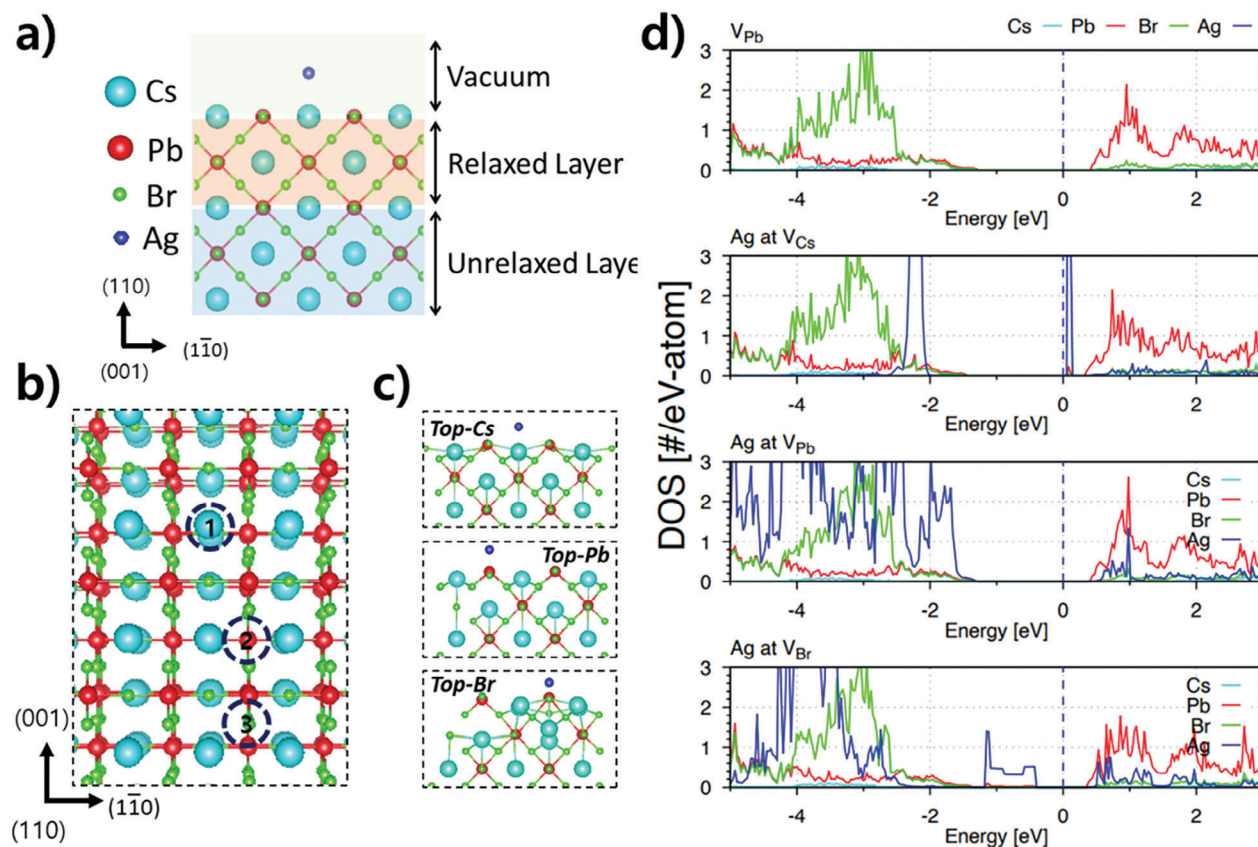 a)
Cs
Pb
Br
Ag
Vacuum
Relaxed Layer
Unrelaxed Laye
(110)
(001)
(11̅0)
b)
1
2
3
(001)
(110)
(11̅0)
c)
Top-Cs
Top-Pb
Top-Br
d)
DOS [#/eV-atom]
V_Pb
Cs Pb Br Ag
3
2
1
0
-4 -2 0 2
Energy [eV]
Ag at V_Cs
3
2
1
0
-4 -2 0 2
Energy [eV]
Ag at V_Pb
3
2
1
0
Cs
Pb
Br
Ag
-4 -2 0 2
Energy [eV]
Ag at V_Br
3
2
1
0
Cs
Pb
Br
Ag
-4 -2 0 2
Energy [eV]